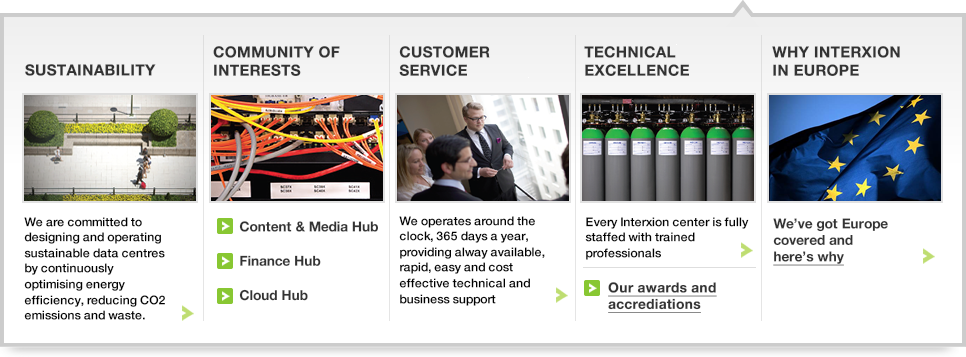 SUSTAINABILITY
We are committed to
designing and operating
sustainable data centres
by continuously
optimising energy
efficiency, reducing CO2
emissions and waste.
COMMUNITY OF
INTERESTS
Content & Media Hub
Finance Hub
Cloud Hub
CUSTOMER
SERVICE
We operates around the
clock, 365 days a year,
providing alway available,
rapid, easy and cost
effective technical and
business support
TECHNICAL
EXCELLENCE
Every Interxion center is fully
staffed with trained
professionals
Our awards and
accrediations
WHY INTERXION
IN EUROPE
We've got Europe
covered and
here's why